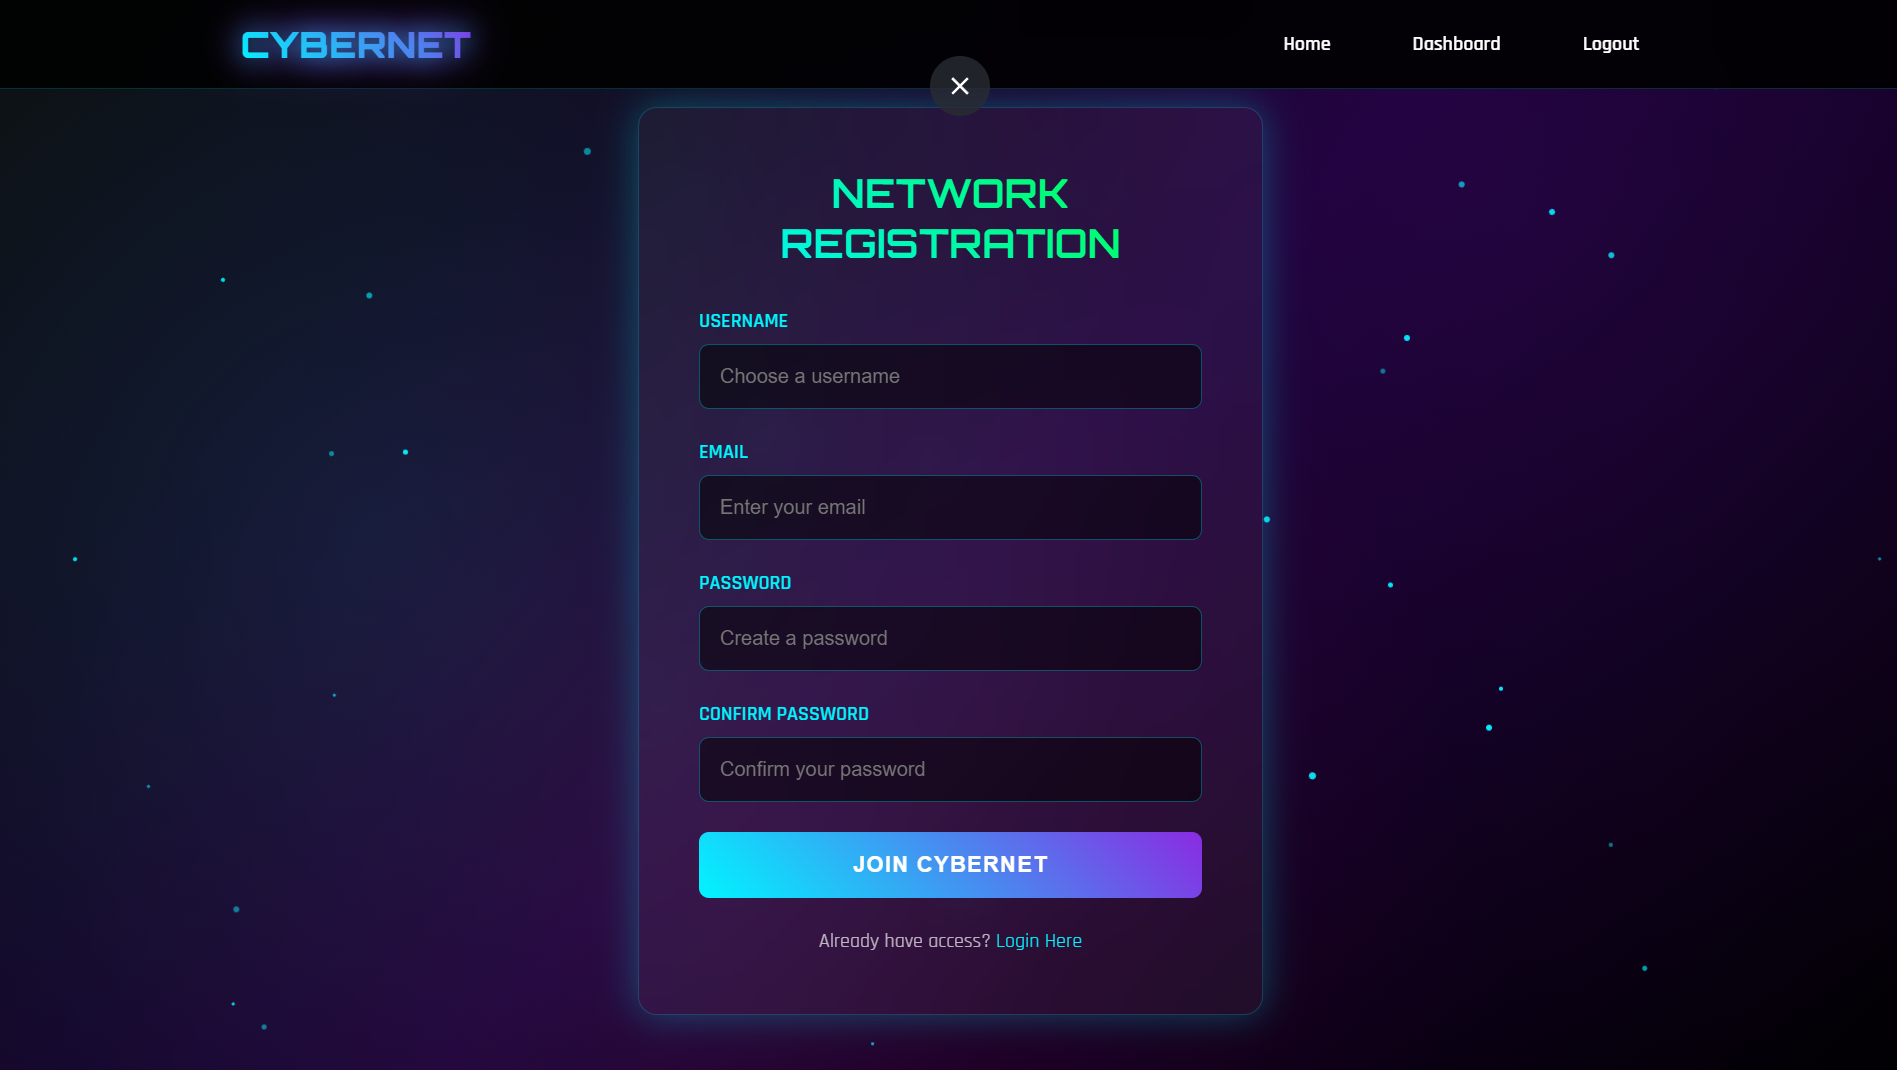 CYBERNET
Home
Dashboard
Logout
NETWORK
REGISTRATION
USERNAME
Choose a username
EMAIL
Enter your email
PASSWORD
Create a password
CONFIRM PASSWORD
Confirm your password
JOIN CYBERNET
Already have access? Login Here